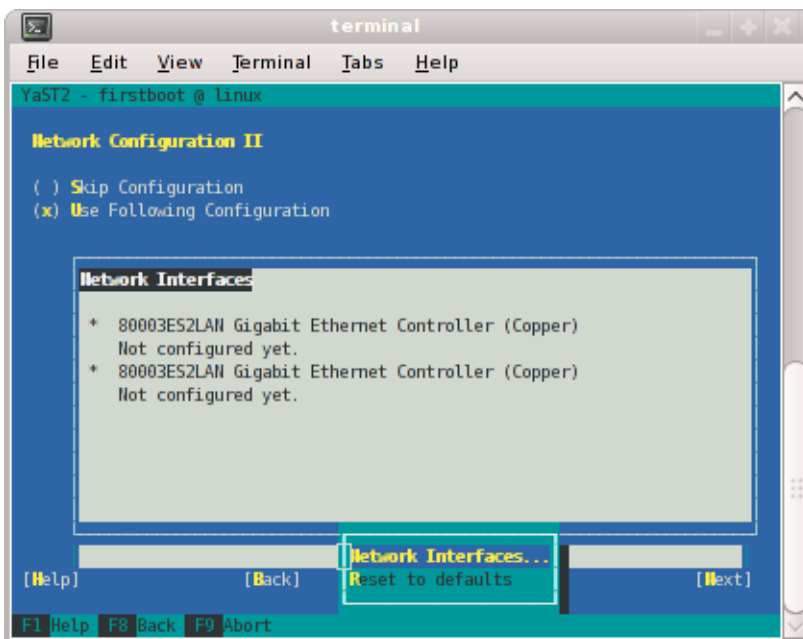 terminal
File Edit View Terminal Tabs Help
YaST2 - firstboot @ linux
Network Configuration II
( ) Skip Configuration
(x) Use Following Configuration
Network Interfaces
* 80003ES2LAN Gigabit Ethernet Controller (Copper)
Not configured yet.
* 80003ES2LAN Gigabit Ethernet Controller (Copper)
Not configured yet.
Network Interfaces...
[Help] [Back] Reset to defaults [Next]
F1 Help F8 Back F9 Abort